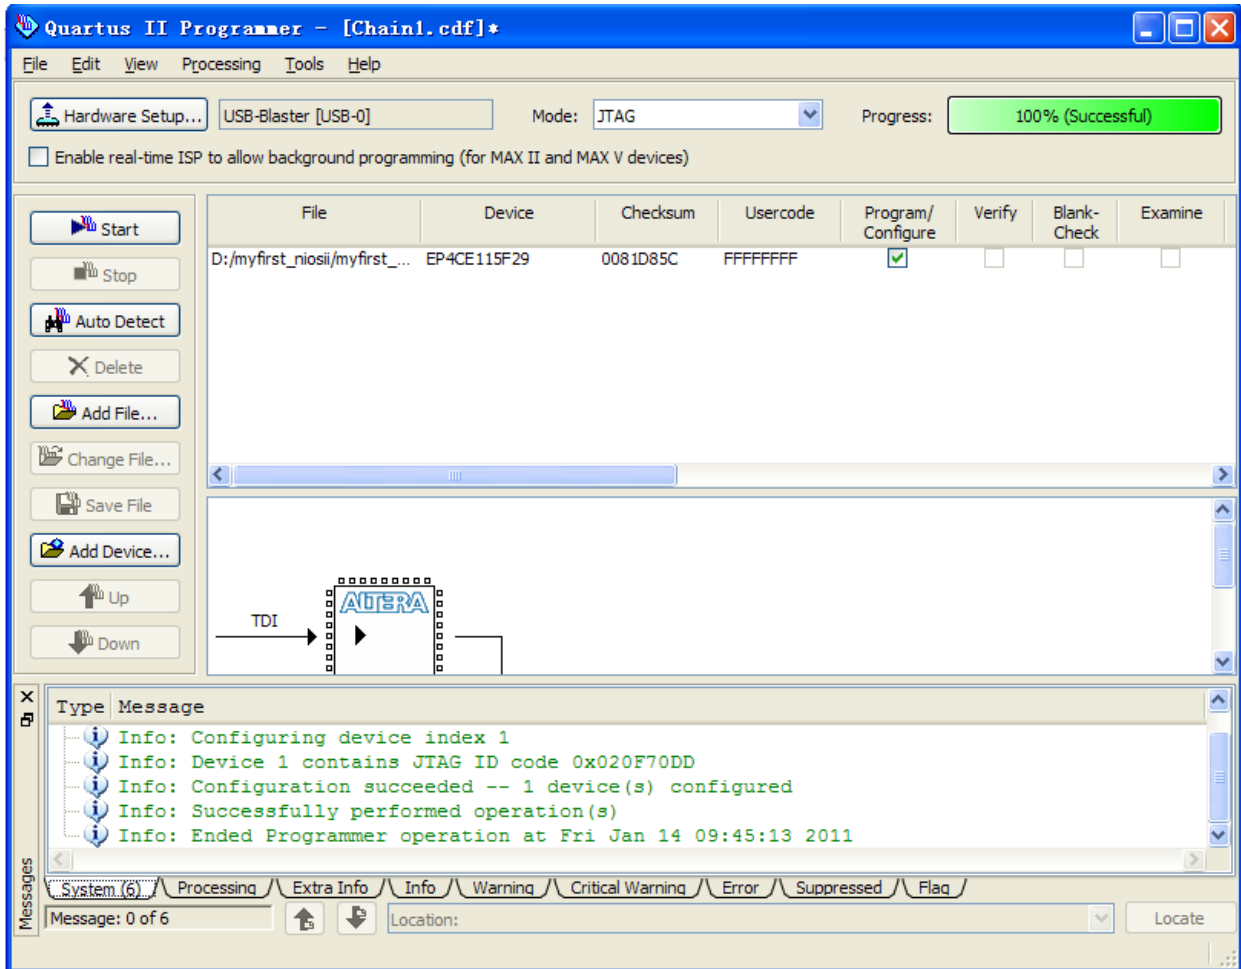 Quartus II Programmer - [Chain1.cdf]*
File Edit View Processing Tools Help
Hardware Setup... USB-Blaster [USB-0] Mode: JTAG Progress: 100% (Successful)
Enable real-time ISP to allow background programming (for MAX II and MAX V devices)
File Device Checksum Usercode Program/ Configure Verify Blank- Check Examine
D:/myfirst_niosii/myfirst_... EP4CE115F29 0081D85C FFFFFFFF
Start
Stop
Auto Detect
Delete
Add File...
Change File...
Save File
Add Device...
Up
Down
ALTERA
TDI
Type Message
Info: Configuring device index 1
Info: Device 1 contains JTAG ID code 0x020F70DD
Info: Configuration succeeded -- 1 device(s) configured
Info: Successfully performed operation(s)
Info: Ended Programmer operation at Fri Jan 14 09:45:13 2011
Messages
System (6) Processing Extra Info Info Warning Critical Warning Error Suppressed Flag
Message: 0 of 6 Location: Locate